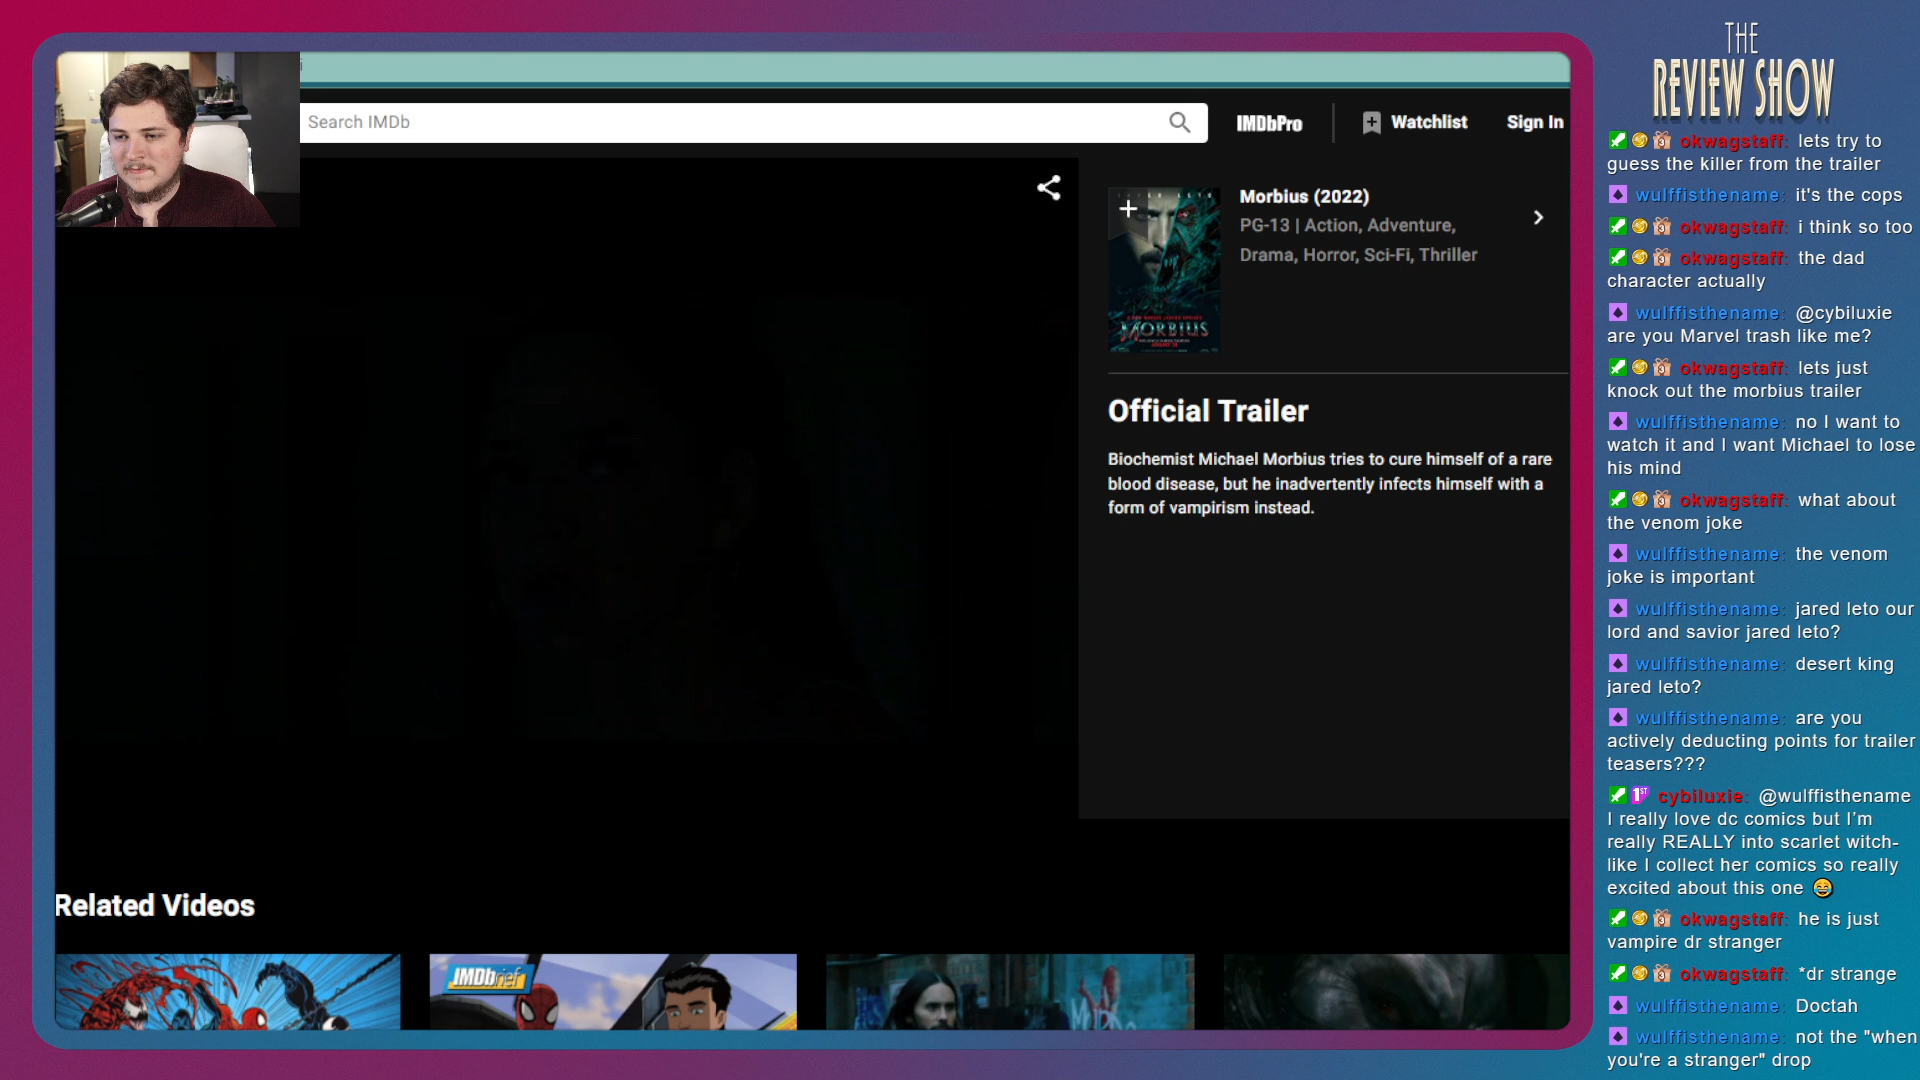 Search IMDb
IMDbPro
Watchlist
Sign In
Morbius (2022)
PG-13 | Action, Adventure,
Drama, Horror, Sci-Fi, Thriller
MORBIUS
Official Trailer
Biochemist Michael Morbius tries to cure himself of a rare
blood disease, but he inadvertently infects himself with a
form of vampirism instead.
Related Videos
IMDbrief
THE
REVIEW SHOW
okwagstaff: lets try to
guess the killer from the trailer
wulffisthename: it's the cops
okwagstaff: i think so too
okwagstaff: the dad
character actually
wulffisthename: @cybiluxie
are you Marvel trash like me?
okwagstaff: lets just
knock out the morbius trailer
wulffisthename: no I want to
watch it and I want Michael to lose
his mind
okwagstaff: what about
the venom joke
wulffisthename: the venom
joke is important
wulffisthename: jared leto our
lord and savior jared leto?
wulffisthename: desert king
jared leto?
wulffisthename: are you
actively deducting points for trailer
teasers???
1ST cybiluxie: @wulffisthename
I really love dc comics but I'm
really REALLY into scarlet witch-
like I collect her comics so really
excited about this one 😂
okwagstaff: he is just
vampire dr stranger
okwagstaff: *dr strange
wulffisthename: Doctah
wulffisthename: not the "when
you're a stranger" drop